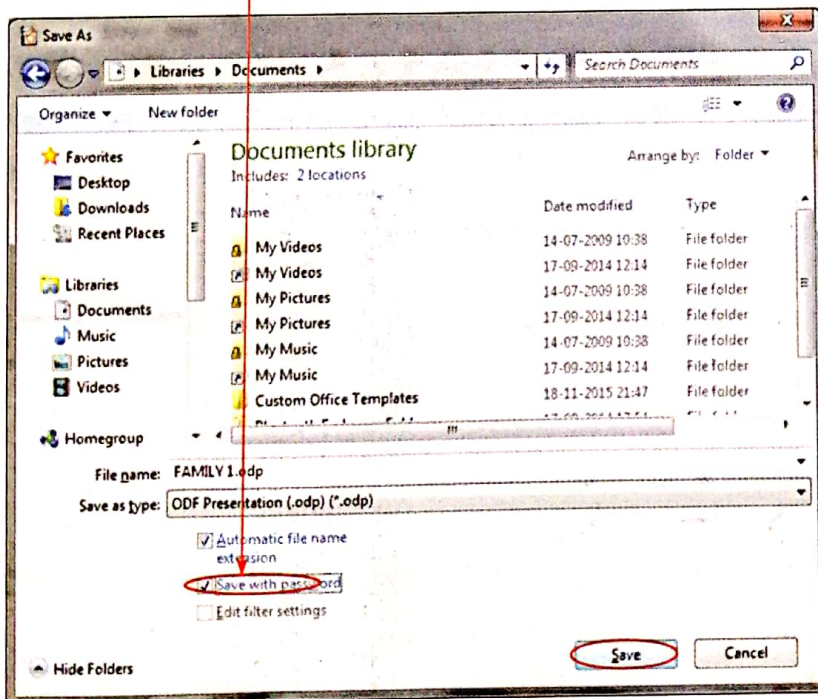 Save As
Libraries Documents
Search Documents
Organize New folder
Favorites
Desktop
Downloads
Recent Places
Libraries
Documents
Music
Pictures
Videos
Homegroup
Documents library
Includes: 2 locations
Arrange by: Folder
Name Date modified Type
My Videos 14-07-2009 10:38 File folder
My Videos 17-09-2014 12:14 File folder
My Pictures 14-07-2009 10:38 File folder
My Pictures 17-09-2014 12:14 File folder
My Music 14-07-2009 10:38 File folder
My Music 17-09-2014 12:14 File folder
Custom Office Templates 18-11-2015 21:47 File folder
File name: FAMILY 1.odp
Save as type: ODF Presentation (.odp) (*.odp)
Automatic file name
extension
Save with password
Edit filter settings
Hide Folders
Save Cancel